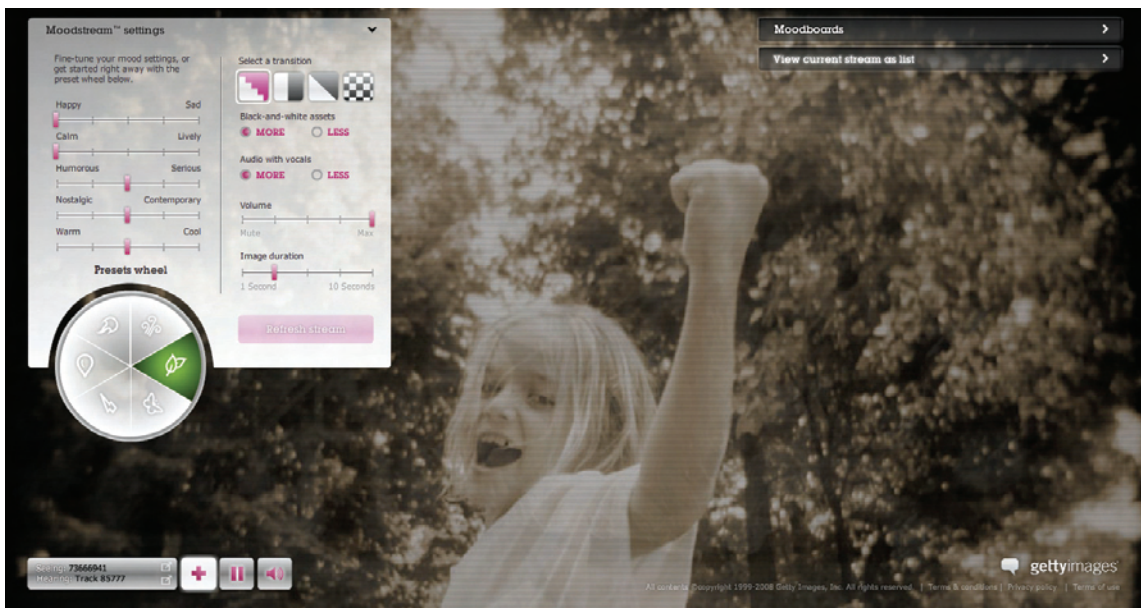 Moodstream™ settings
Fine-tune your mood settings, or
get started right away with the
preset wheel below.
Happy Sad
Calm Lively
Humorous Serious
Nostalgic Contemporary
Warm Cool
Presets wheel
Select a transition
Black-and-white assets
MORE LESS
Audio with vocals
MORE LESS
Volume
Mute Max
Image duration
1 Second 10 Seconds
Refresh stream
Moodboards
View current stream as list
Seeing: 73666941
Hearing: Track 85777
gettyimages
All contents Copyright 1999-2008 Getty Images, Inc. All rights reserved. | Terms & conditions | Privacy policy | Terms of use